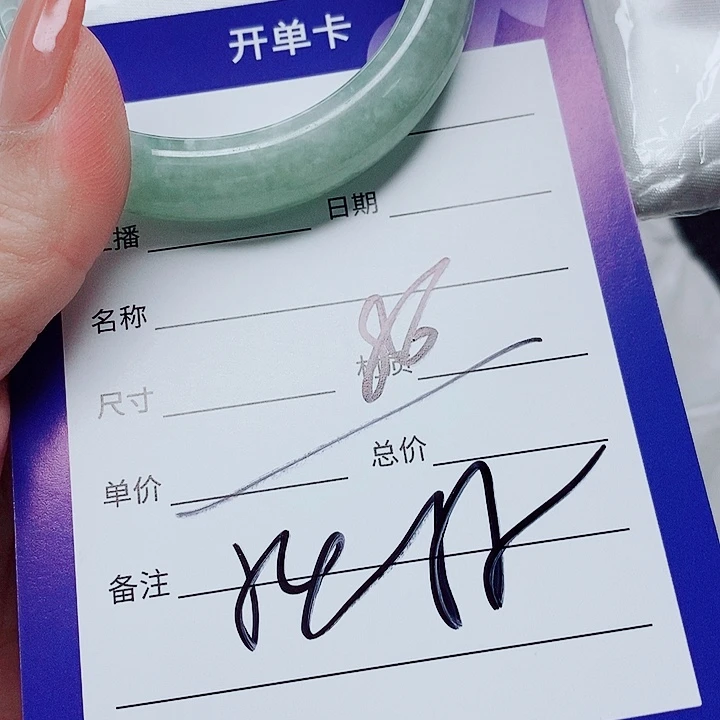 开单卡
播 日期
名称
尺寸 材质
单价 总价
备注